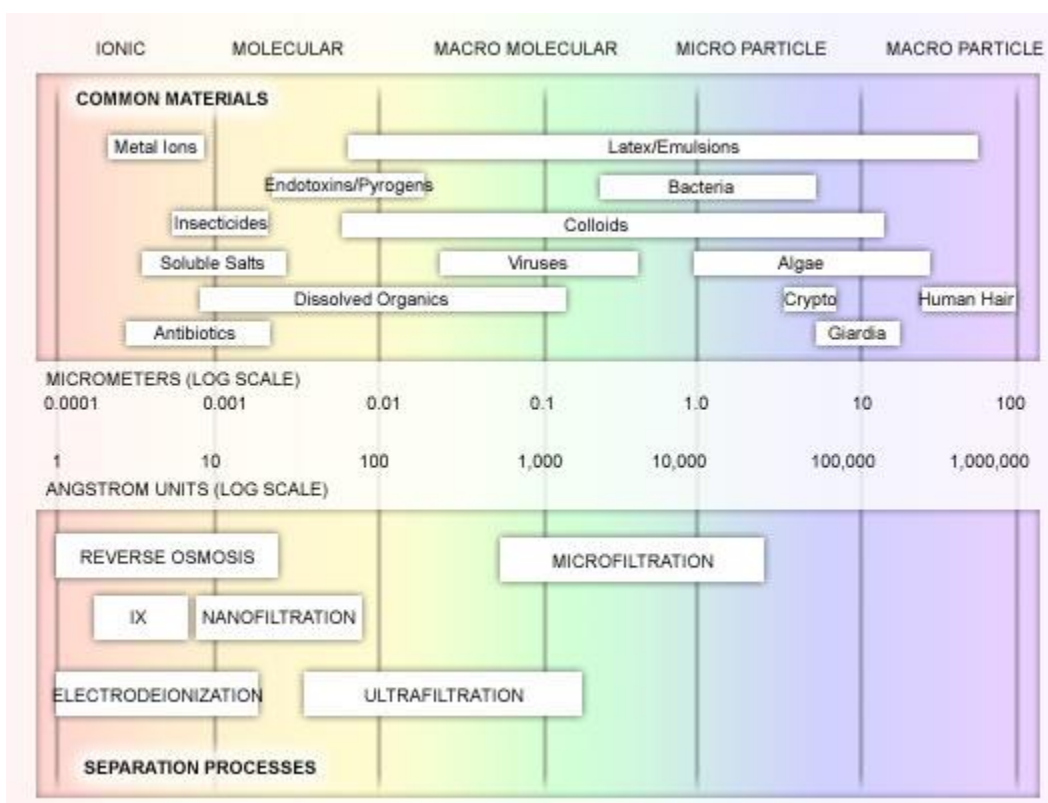 IONIC MOLECULAR MACRO MOLECULAR MICRO PARTICLE MACRO PARTICLE
COMMON MATERIALS
Metal Ions Latex/Emulsions
Endotoxins/Pyrogens Bacteria
Insecticides Colloids
Soluble Salts Viruses Algae
Dissolved Organics Crypto Human Hair
Antibiotics Giardia
MICROMETERS (LOG SCALE)
0.0001 0.001 0.01 0.1 1.0 10 100
1 10 100 1,000 10,000 100,000 1,000,000
ANGSTROM UNITS (LOG SCALE)
REVERSE OSMOSIS MICROFILTRATION
IX NANOFILTRATION
ELECTRODEIONIZATION ULTRAFILTRATION
SEPARATION PROCESSES